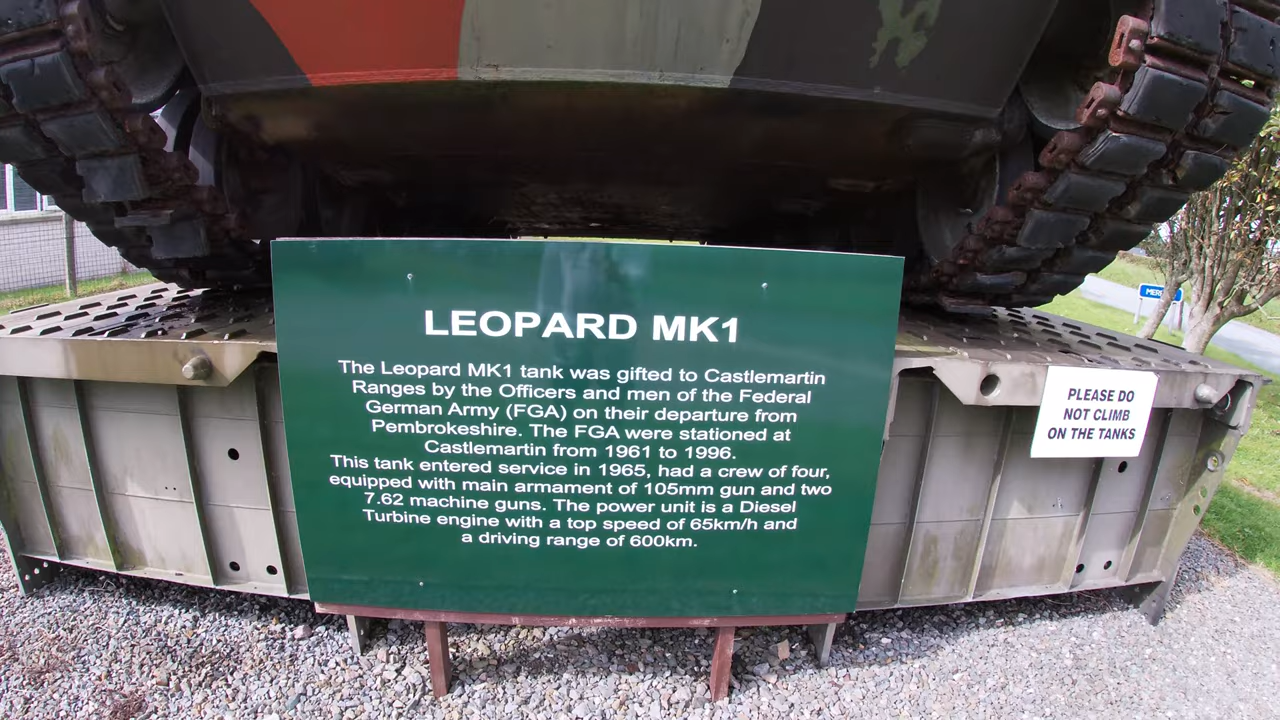 LEOPARD MK1
The Leopard MK1 tank was gifted to Castlemartin
Ranges by the Officers and men of the Federal
German Army (FGA) on their departure from
Pembrokeshire. The FGA were stationed at
Castlemartin from 1961 to 1996.
This tank entered service in 1965, had a crew of four,
equipped with main armament of 105mm gun and two
7.62 machine guns. The power unit is a Diesel
Turbine engine with a top speed of 65km/h and
a driving range of 600km.
PLEASE DO
NOT CLIMB
ON THE TANKS